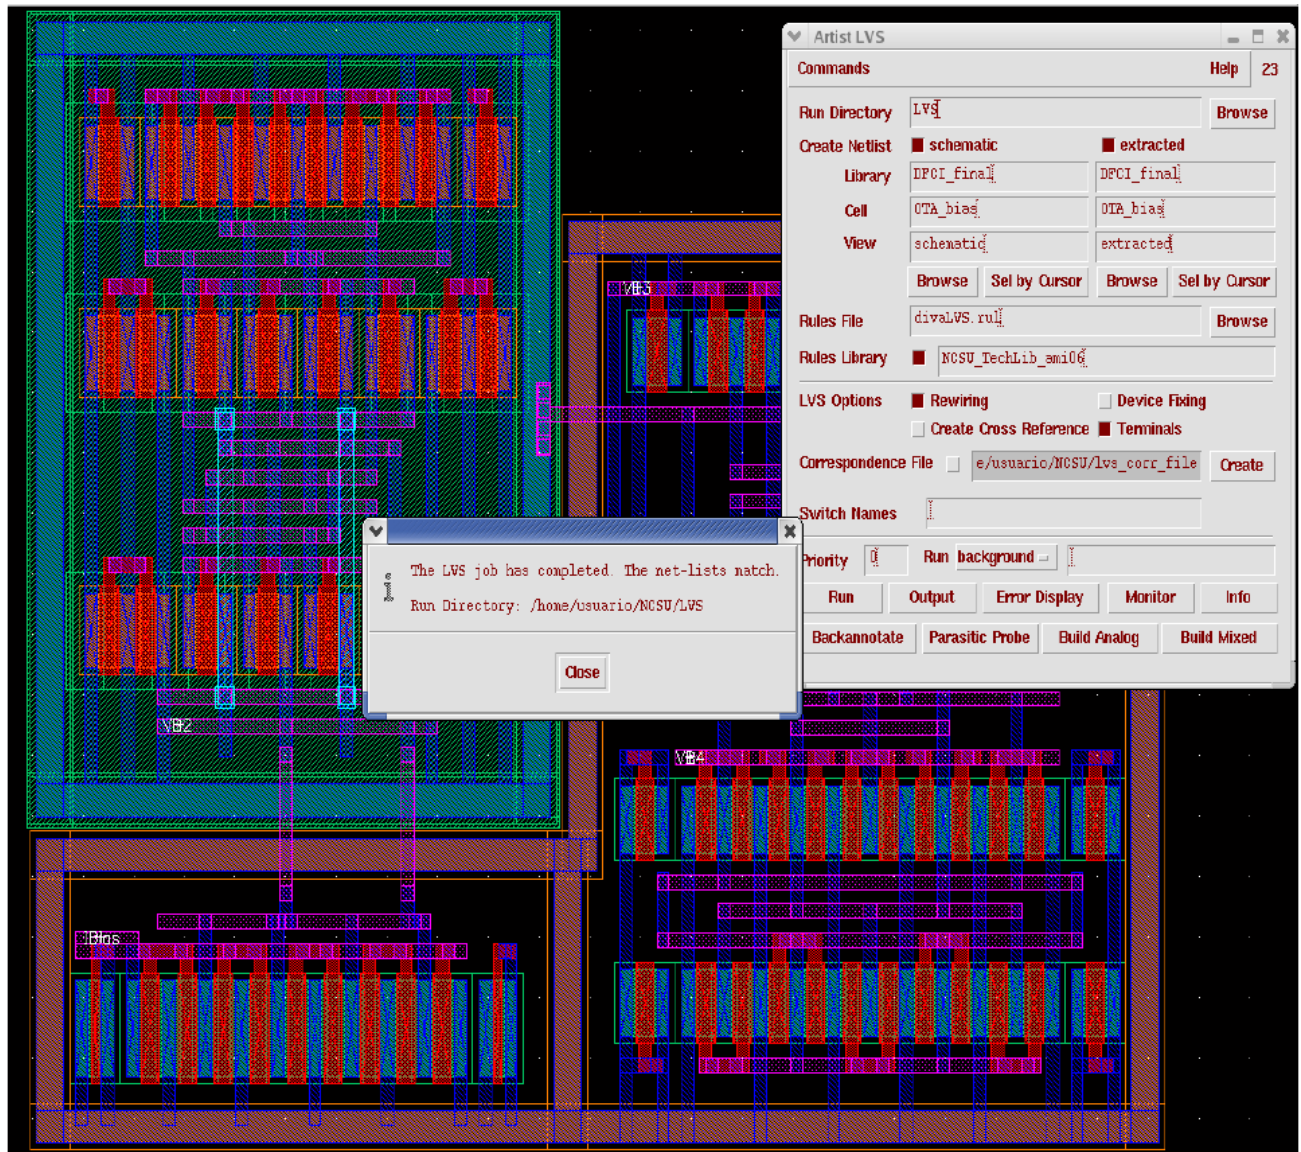 Artist LVS
Commands Help 23
Run Directory LVS Browse
Create Netlist schematic extracted
Library DFCI_final DFCI_final
Cell OTA_bias OTA_bias
View schematic extracted
Browse Sel by Cursor Browse Sel by Cursor
Rules File divaLVS.rul Browse
Rules Library NCSU_TechLib_ami06
LVS Options Rewiring Device Fixing
Create Cross Reference Terminals
Correspondence File e/usuario/NCSU/lvs_corr_file Create
Switch Names
Priority 0 Run background
Run Output Error Display Monitor Info
Backannotate Parasitic Probe Build Analog Build Mixed
The LVS job has completed. The net-lists match.
Run Directory: /home/usuario/NCSU/LVS
Close
VB3
VB2
VB4